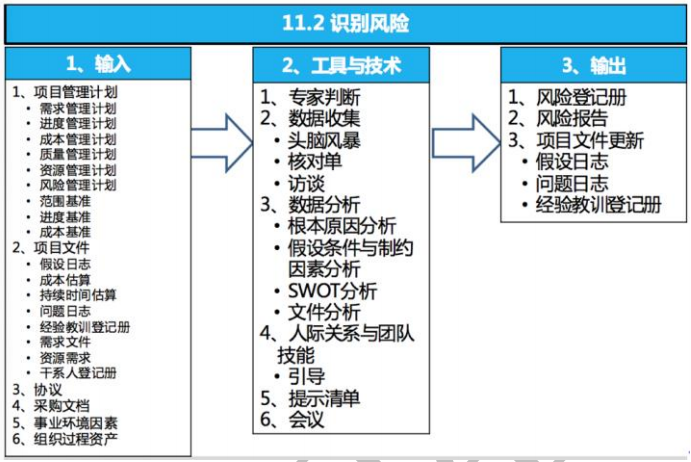 11.2 识别风险
1、输入
1、项目管理计划
• 需求管理计划
• 进度管理计划
• 成本管理计划
• 质量管理计划
• 资源管理计划
• 风险管理计划
• 范围基准
• 进度基准
• 成本基准
2、项目文件
• 假设日志
• 成本估算
• 持续时间估算
• 问题日志
• 经验教训登记册
• 需求文件
• 资源需求
• 干系人登记册
3、协议
4、采购文档
5、事业环境因素
6、组织过程资产
2、工具与技术
1、专家判断
2、数据收集
• 头脑风暴
• 核对单
• 访谈
3、数据分析
• 根本原因分析
• 假设条件与制约
因素分析
• SWOT分析
• 文件分析
4、人际关系与团队
技能
• 引导
5、提示清单
6、会议
3、输出
1、风险登记册
2、风险报告
3、项目文件更新
• 假设日志
• 问题日志
• 经验教训登记册